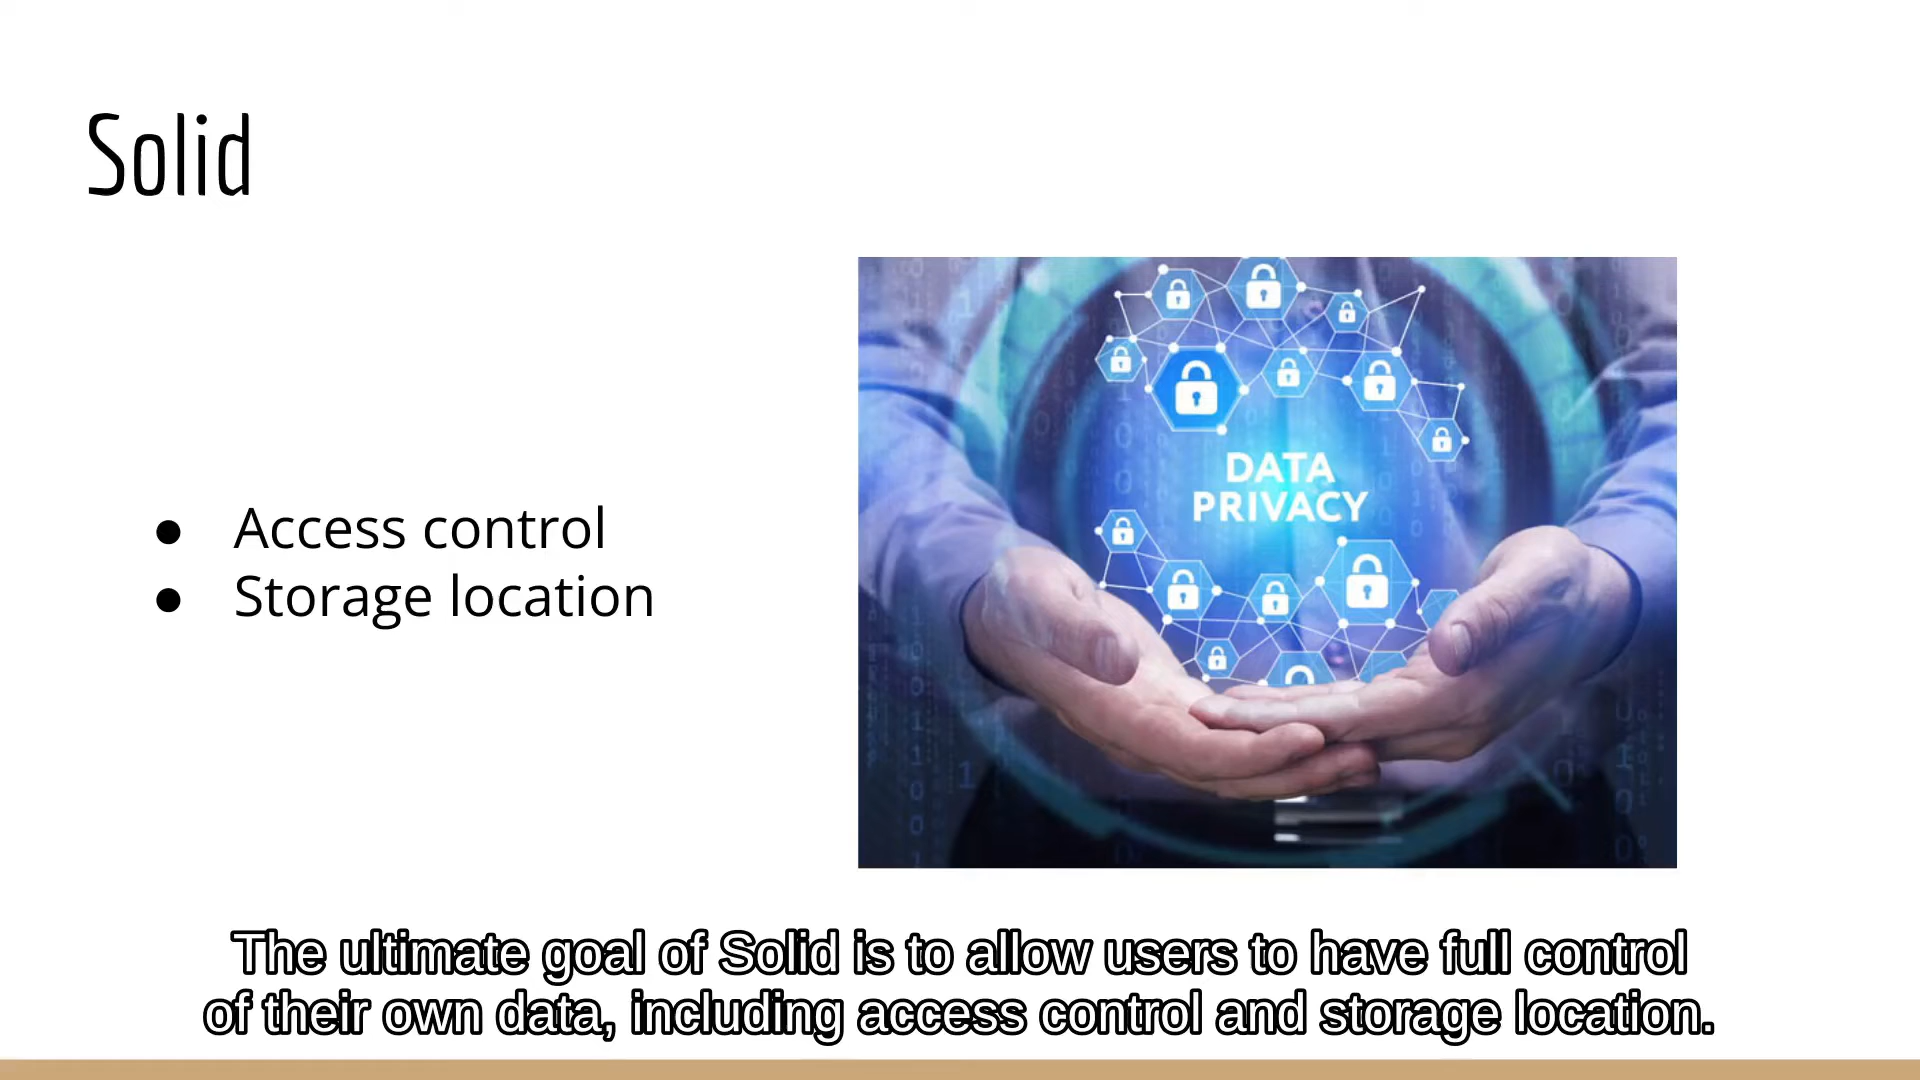 Solid
DATA
PRIVACY
● Access control
● Storage location
The ultimate goal of Solid is to allow users to have full control
of their own data, including access control and storage location.